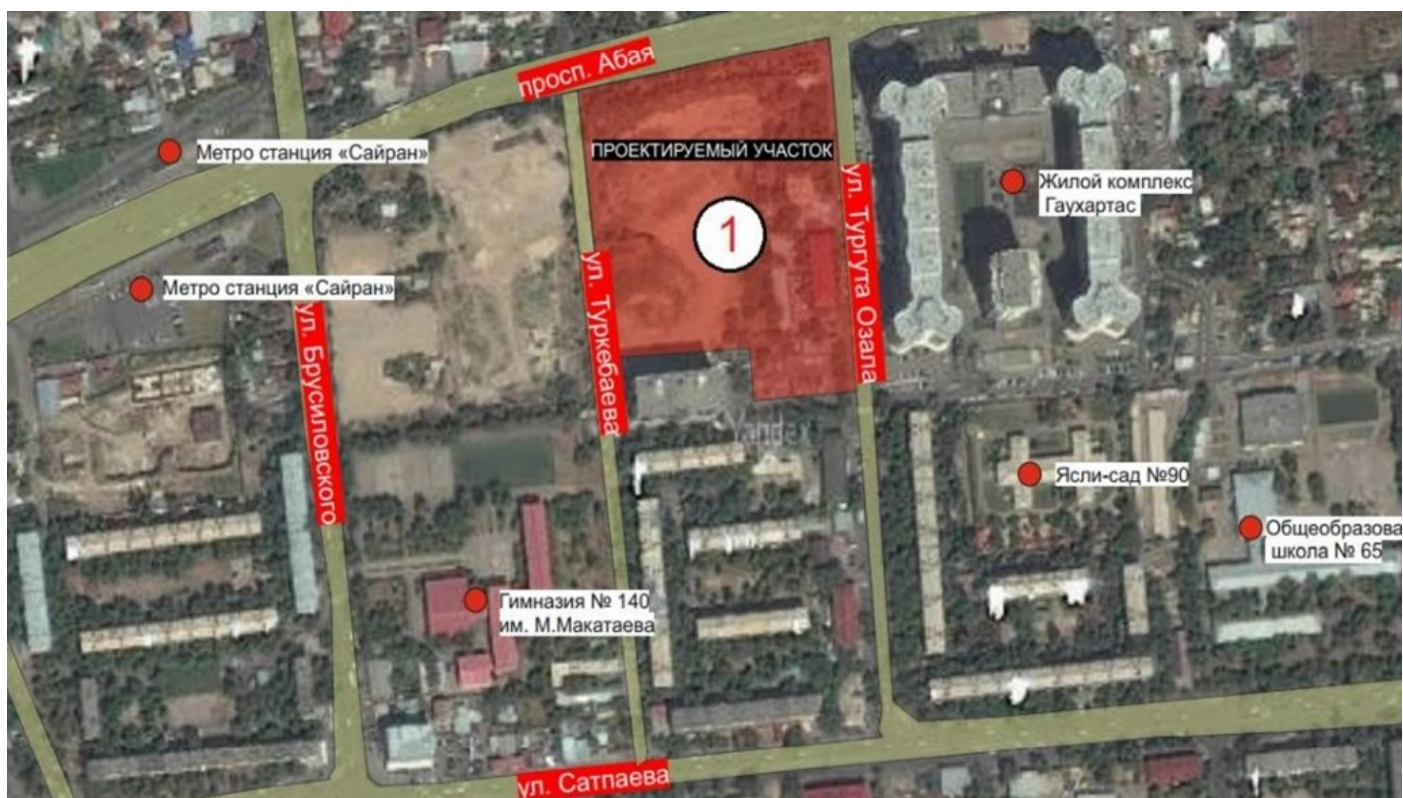 просп. Абая
Метро станция «Сайран»
ПРОЕКТИРУЕМЫЙ УЧАСТОК
Жилой комплекс
Гаухартас
ул. Тургута Озала
1
ул. Туркебаева
Метро станция «Сайран»
ул. Брусиловского
Yandex
Ясли-сад №90
Общеобразова
школа № 65
Гимназия № 140
им. М.Макатаева
ул. Сатпаева